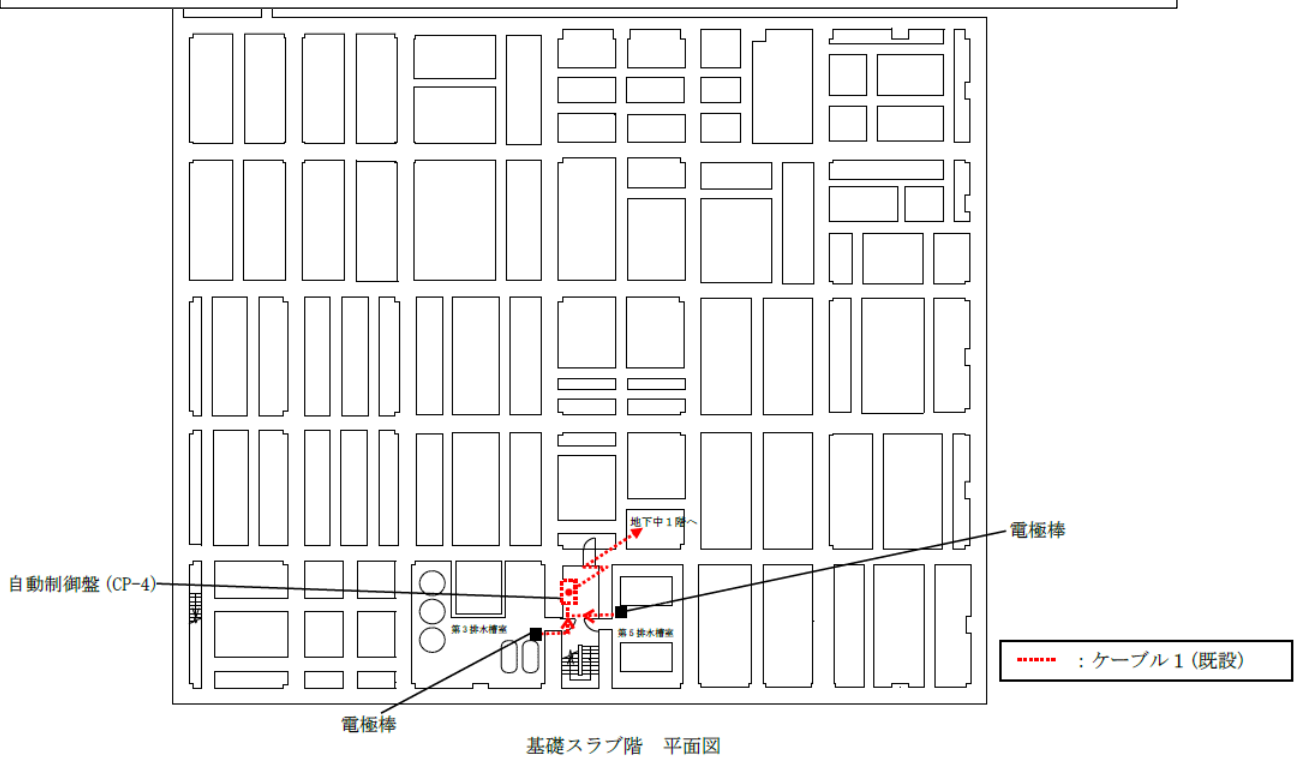 地下中1階へ
電極棒
自動制御盤(CP-4)
第3排水槽室
第5排水槽室
：ケーブル1(既設)
電極棒
基礎スラブ階　平面図